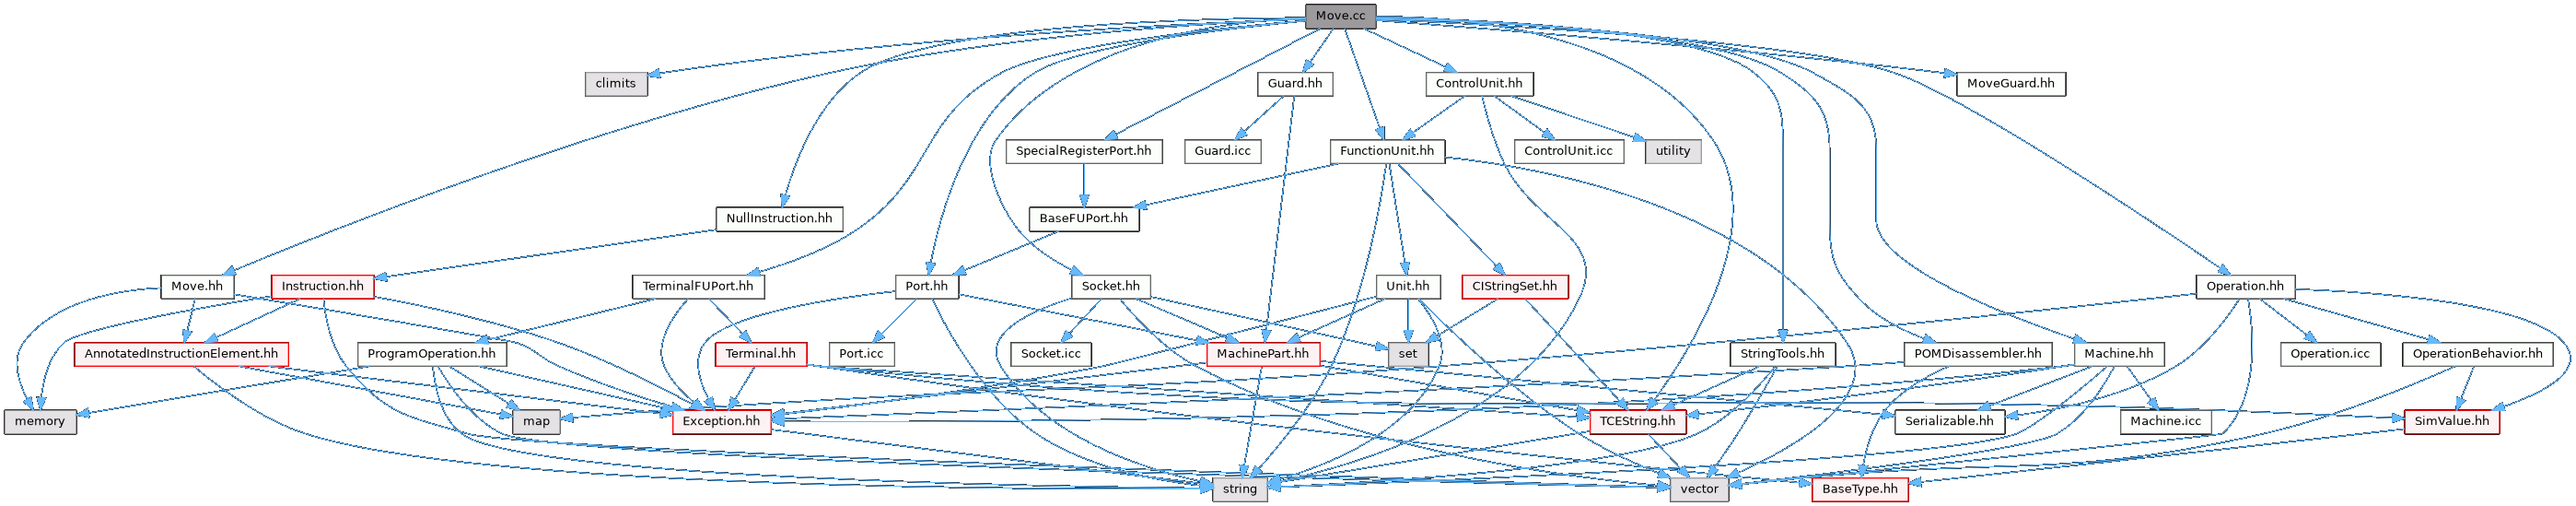 Move.cc
climits
Guard.hh
ControlUnit.hh
MoveGuard.hh
SpecialRegisterPort.hh
Guard.icc
FunctionUnit.hh
ControlUnit.icc
utility
NullInstruction.hh
BaseFUPort.hh
Move.hh
Instruction.hh
TerminalFUPort.hh
Port.hh
Socket.hh
Unit.hh
CIStringSet.hh
Operation.hh
AnnotatedInstructionElement.hh
ProgramOperation.hh
Terminal.hh
Port.icc
Socket.icc
MachinePart.hh
set
StringTools.hh
POMDisassembler.hh
Machine.hh
Operation.icc
OperationBehavior.hh
memory
map
Exception.hh
TCEString.hh
Serializable.hh
Machine.icc
SimValue.hh
string
vector
BaseType.hh